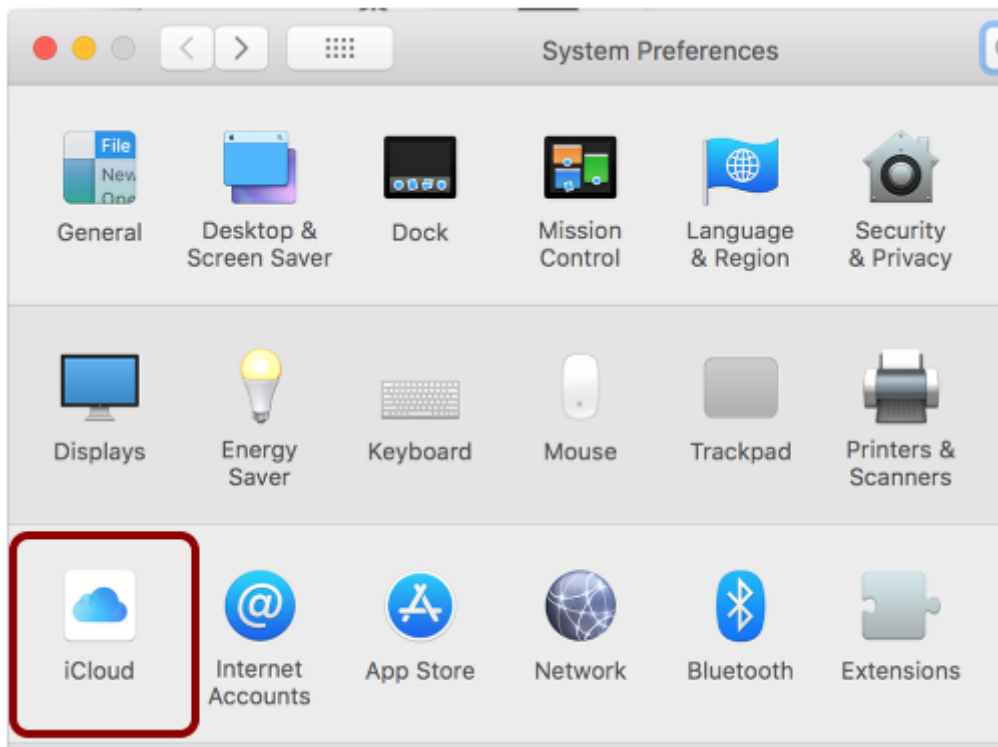 System Preferences
File
New
Ope
General
Desktop &
Screen Saver
Dock
Mission
Control
Language
& Region
Security
& Privacy
Displays
Energy
Saver
Keyboard
Mouse
Trackpad
Printers &
Scanners
iCloud
@
Internet
Accounts
App Store
Network
Bluetooth
Extensions